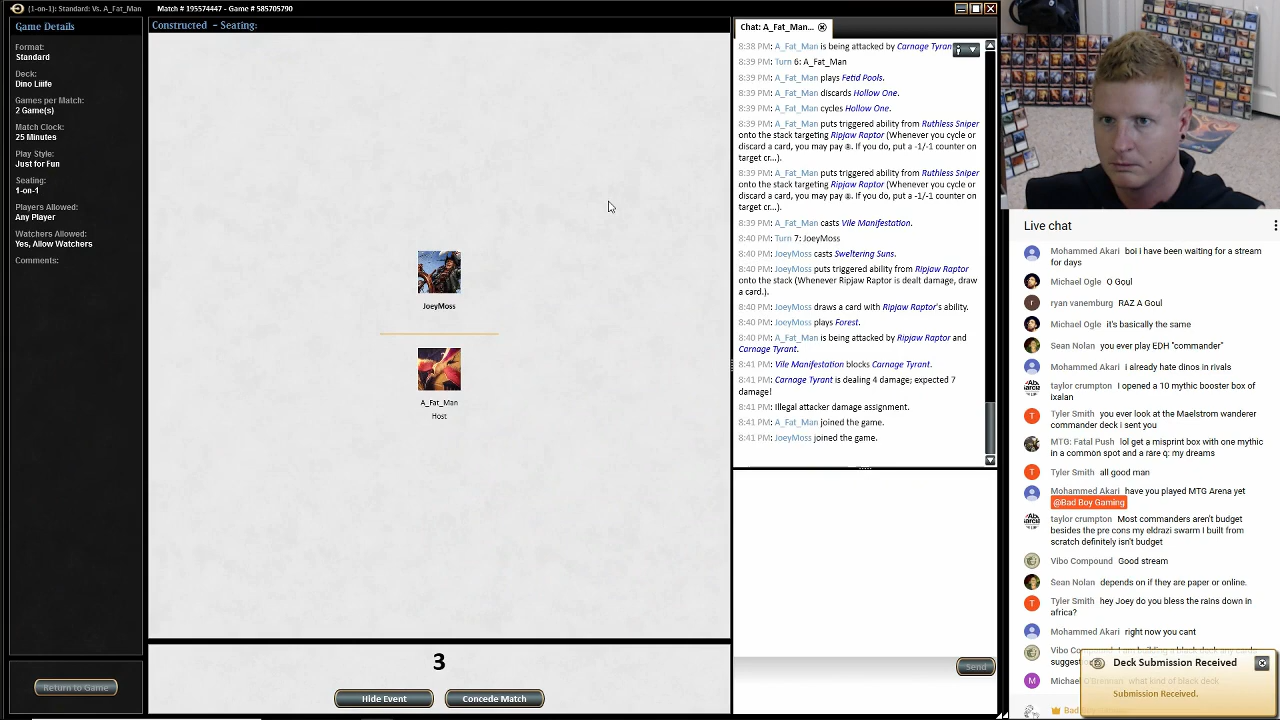 (1-on-1): Standard: Vs. A_Fat_Man
Match # 195574447 - Game # 585705790
Game Details
Format:
Standard
Deck:
Dino Liiife
Games per Match:
2 Game(s)
Match Clock:
25 Minutes
Play Style:
Just for Fun
Seating:
1-on-1
Players Allowed:
Any Player
Watchers Allowed:
Yes, Allow Watchers
Comments:
Return to Game
Constructed - Seating:
JoeyMoss
A_Fat_Man
Host
3
Hide Event
Concede Match
Chat: A_Fat_Man...
8:38 PM: A_Fat_Man is being attacked by Carnage Tyran
8:39 PM: Turn 6: A_Fat_Man
8:39 PM: A_Fat_Man plays Fetid Pools.
8:39 PM: A_Fat_Man discards Hollow One.
8:39 PM: A_Fat_Man cycles Hollow One.
8:39 PM: A_Fat_Man puts triggered ability from Ruthless Sniper
onto the stack targeting Ripjaw Raptor (Whenever you cycle or
discard a card, you may pay . If you do, put a -1/-1 counter on
target cr...).
8:39 PM: A_Fat_Man puts triggered ability from Ruthless Sniper
onto the stack targeting Ripjaw Raptor (Whenever you cycle or
discard a card, you may pay . If you do, put a -1/-1 counter on
target cr...).
8:39 PM: A_Fat_Man casts Vile Manifestation.
8:40 PM: Turn 7: JoeyMoss
8:40 PM: JoeyMoss casts Sweltering Suns.
8:40 PM: JoeyMoss puts triggered ability from Ripjaw Raptor
onto the stack (Whenever Ripjaw Raptor is dealt damage, draw
a card.).
8:40 PM: JoeyMoss draws a card with Ripjaw Raptor's ability.
8:40 PM: JoeyMoss plays Forest.
8:40 PM: A_Fat_Man is being attacked by Ripjaw Raptor and
Carnage Tyrant.
8:41 PM: Vile Manifestation blocks Carnage Tyrant.
8:41 PM: Carnage Tyrant is dealing 4 damage; expected 7
damage!
8:41 PM: Illegal attacker damage assignment.
8:41 PM: A_Fat_Man joined the game.
8:41 PM: JoeyMoss joined the game.
Send
Live chat
Mohammed Akari boi i have been waiting for a stream
for days
Michael Ogle O Goul
ryan vanemburg RAZ A Goul
Michael Ogle it's basically the same
Sean Nolan you ever play EDH "commander"
Mohammed Akari I already hate dinos in rivals
taylor crumpton I opened a 10 mythic booster box of
ixalan
Tyler Smith you ever look at the Maelstrom wanderer
commander deck i sent you
MTG: Fatal Push lol get a misprint box with one mythic
in a common spot and a rare q: my dreams
Tyler Smith all good man
Mohammed Akari have you played MTG Arena yet
@Bad Boy Gaming
taylor crumpton Most commanders aren't budget
besides the pre cons my eldrazi swarm I built from
scratch definitely isn't budget
Vibo Compound Good stream
Sean Nolan depends on if they are paper or online.
Tyler Smith hey Joey do you bless the rains down in
africa?
Mohammed Akari right now you cant
Vibo
suggest
Michael O'Brennan what kind of black deck
Bad
Deck Submission Received
Submission Received.